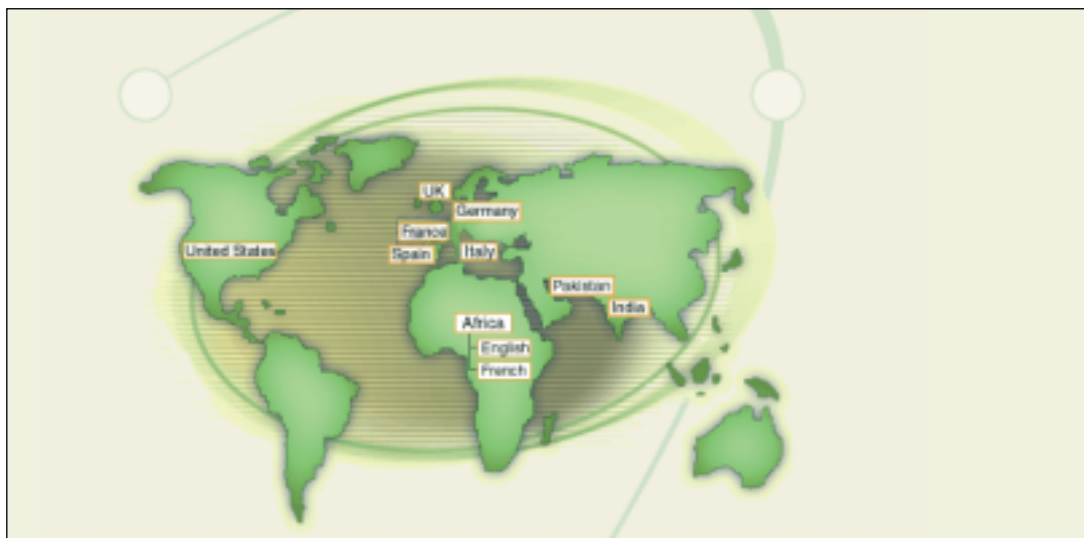 UK
Germany
France
United States
Spain
Italy
Pakistan
India
Africa
English
French